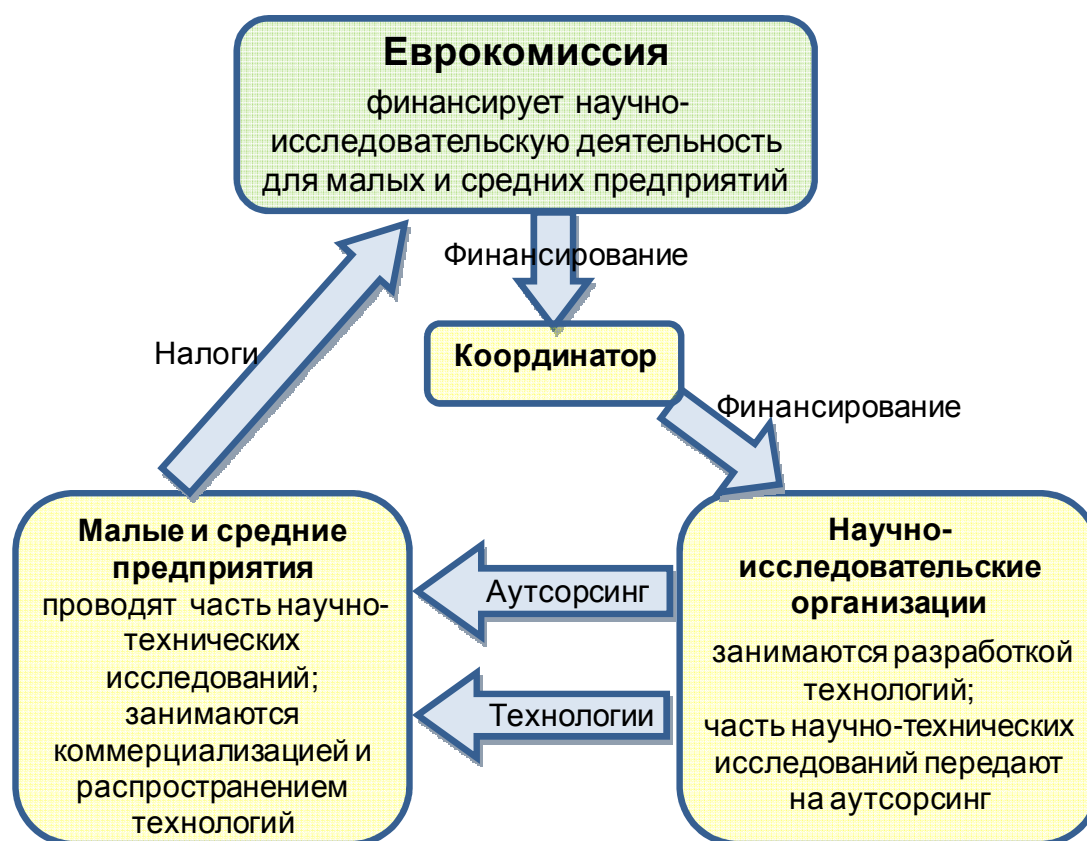 Еврокомиссия
финансирует научно-
исследовательскую деятельность
для малых и средних предприятий
Финансирование
Налоги
Координатор
Финансирование
Малые и средние
предприятия
проводят часть научно-
технических
исследований;
занимаются
коммерциализацией и
распространением
технологий
Аутсорсинг
Технологии
Научно-
исследовательские
организации
занимаются разработкой
технологий;
часть научно-технических
исследований передают
на аутсорсинг